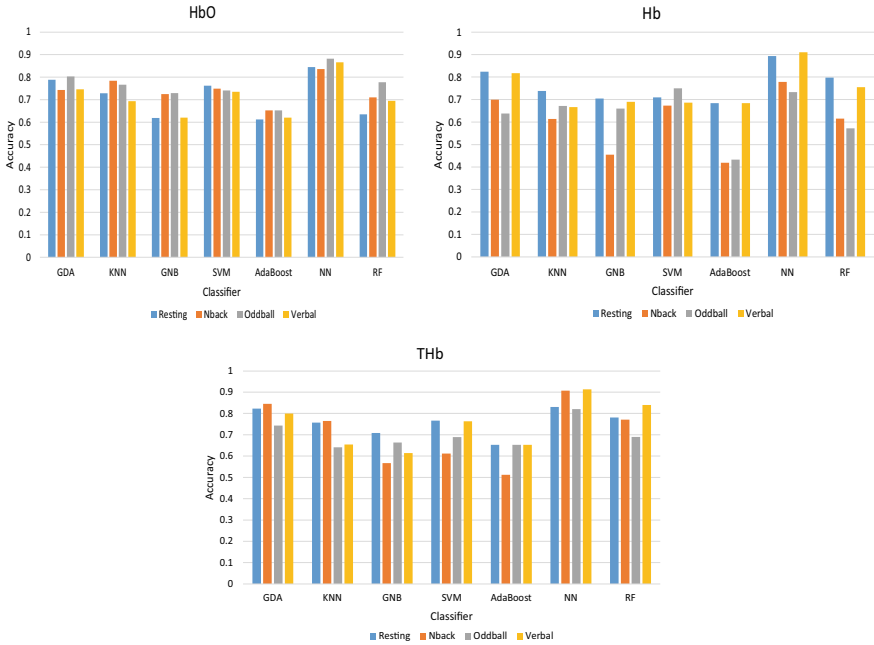 HbO
1
0.9
0.8
0.7
0.6
0.5
0.4
0.3
0.2
0.1
0
Accuracy
GDA KNN GNB SVM AdaBoost NN RF
Classifier
Resting Nback Oddball Verbal
Hb
1
0.9
0.8
0.7
0.6
0.5
0.4
0.3
0.2
0.1
0
Accuracy
GDA KNN GNB SVM AdaBoost NN RF
Classifier
Resting Nback Oddball Verbal
THb
1
0.9
0.8
0.7
0.6
0.5
0.4
0.3
0.2
0.1
0
Accuracy
GDA KNN GNB SVM AdaBoost NN RF
Classifier
Resting Nback Oddball Verbal